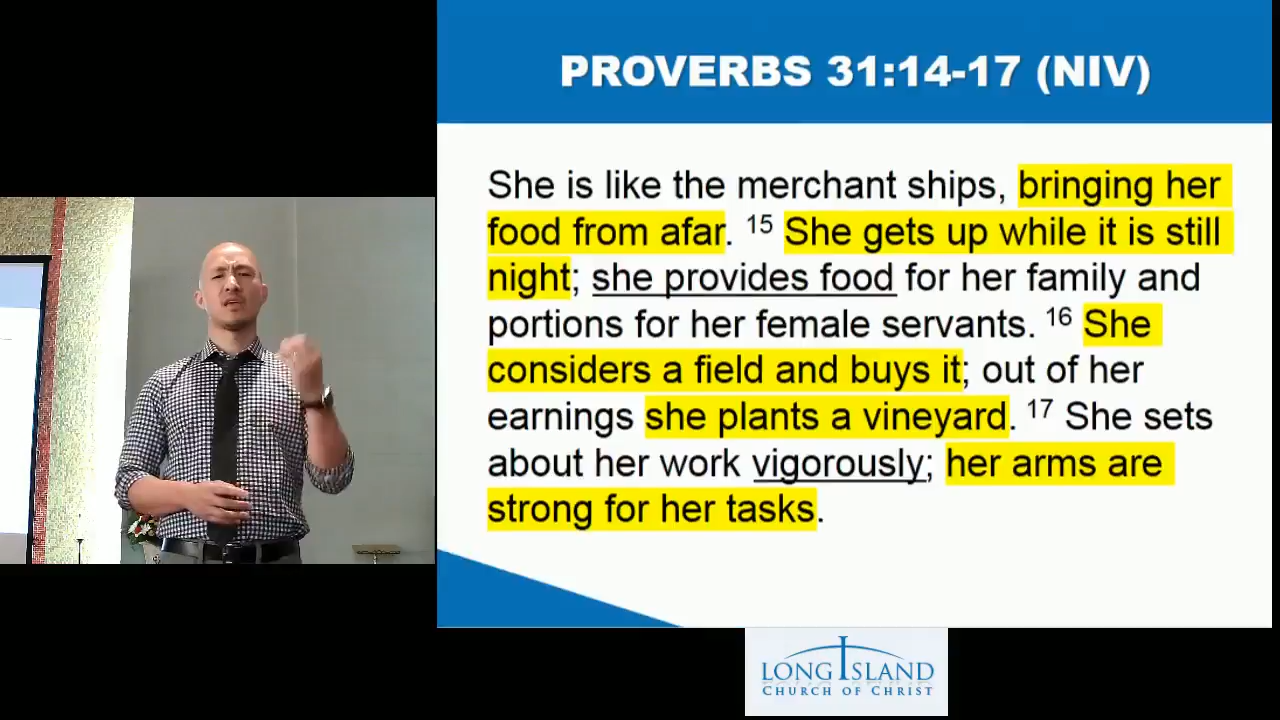 PROVERBS 31:14-17 (NIV)
She is like the merchant ships, bringing her
food from afar. 15 She gets up while it is still
night; she provides food for her family and
portions for her female servants. 16 She
considers a field and buys it; out of her
earnings she plants a vineyard. 17 She sets
about her work vigorously; her arms are
strong for her tasks.
LONG ISLAND
CHURCH OF CHRIST